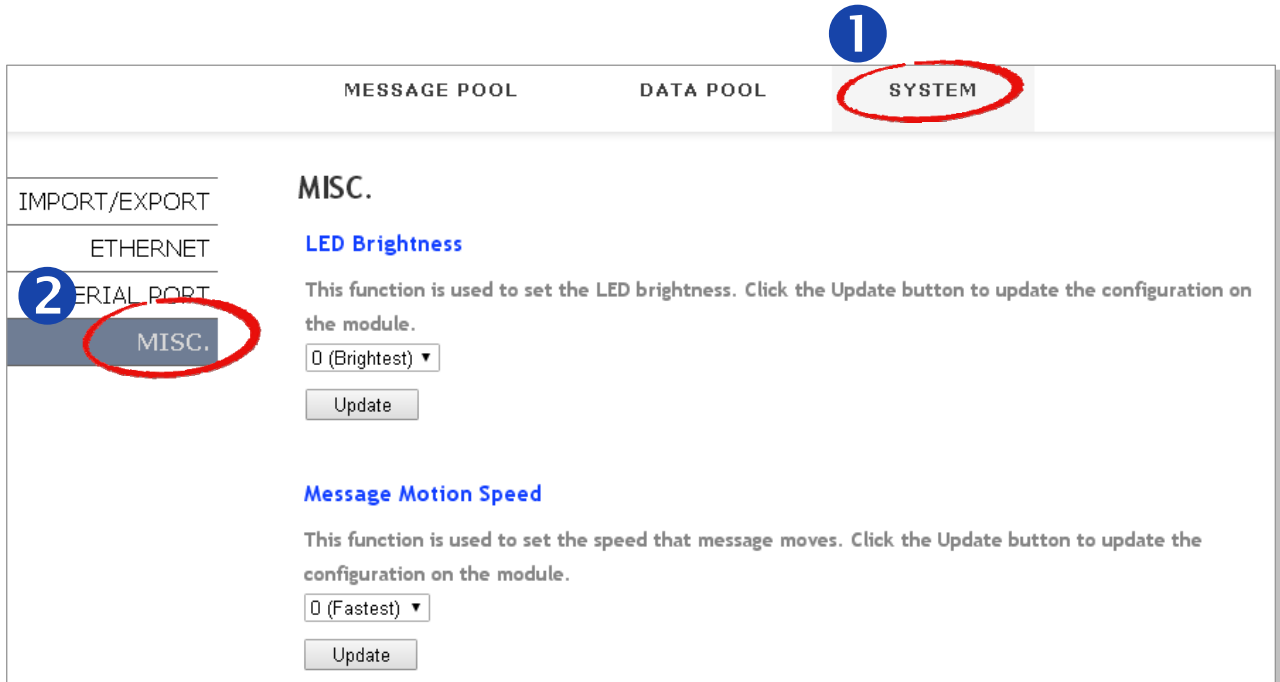 1
MESSAGE POOL DATA POOL SYSTEM
MISC.
IMPORT/EXPORT
ETHERNET
2 ERIAL PORT
MISC.
LED Brightness
This function is used to set the LED brightness. Click the Update button to update the configuration on
the module.
0 (Brightest)
Update
Message Motion Speed
This function is used to set the speed that message moves. Click the Update button to update the
configuration on the module.
0 (Fastest)
Update